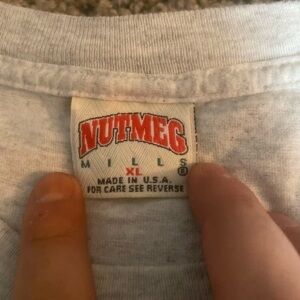 NUTMEG
MILLS ®
XL
MADE IN U.S.A.
FOR CARE SEE REVERSE